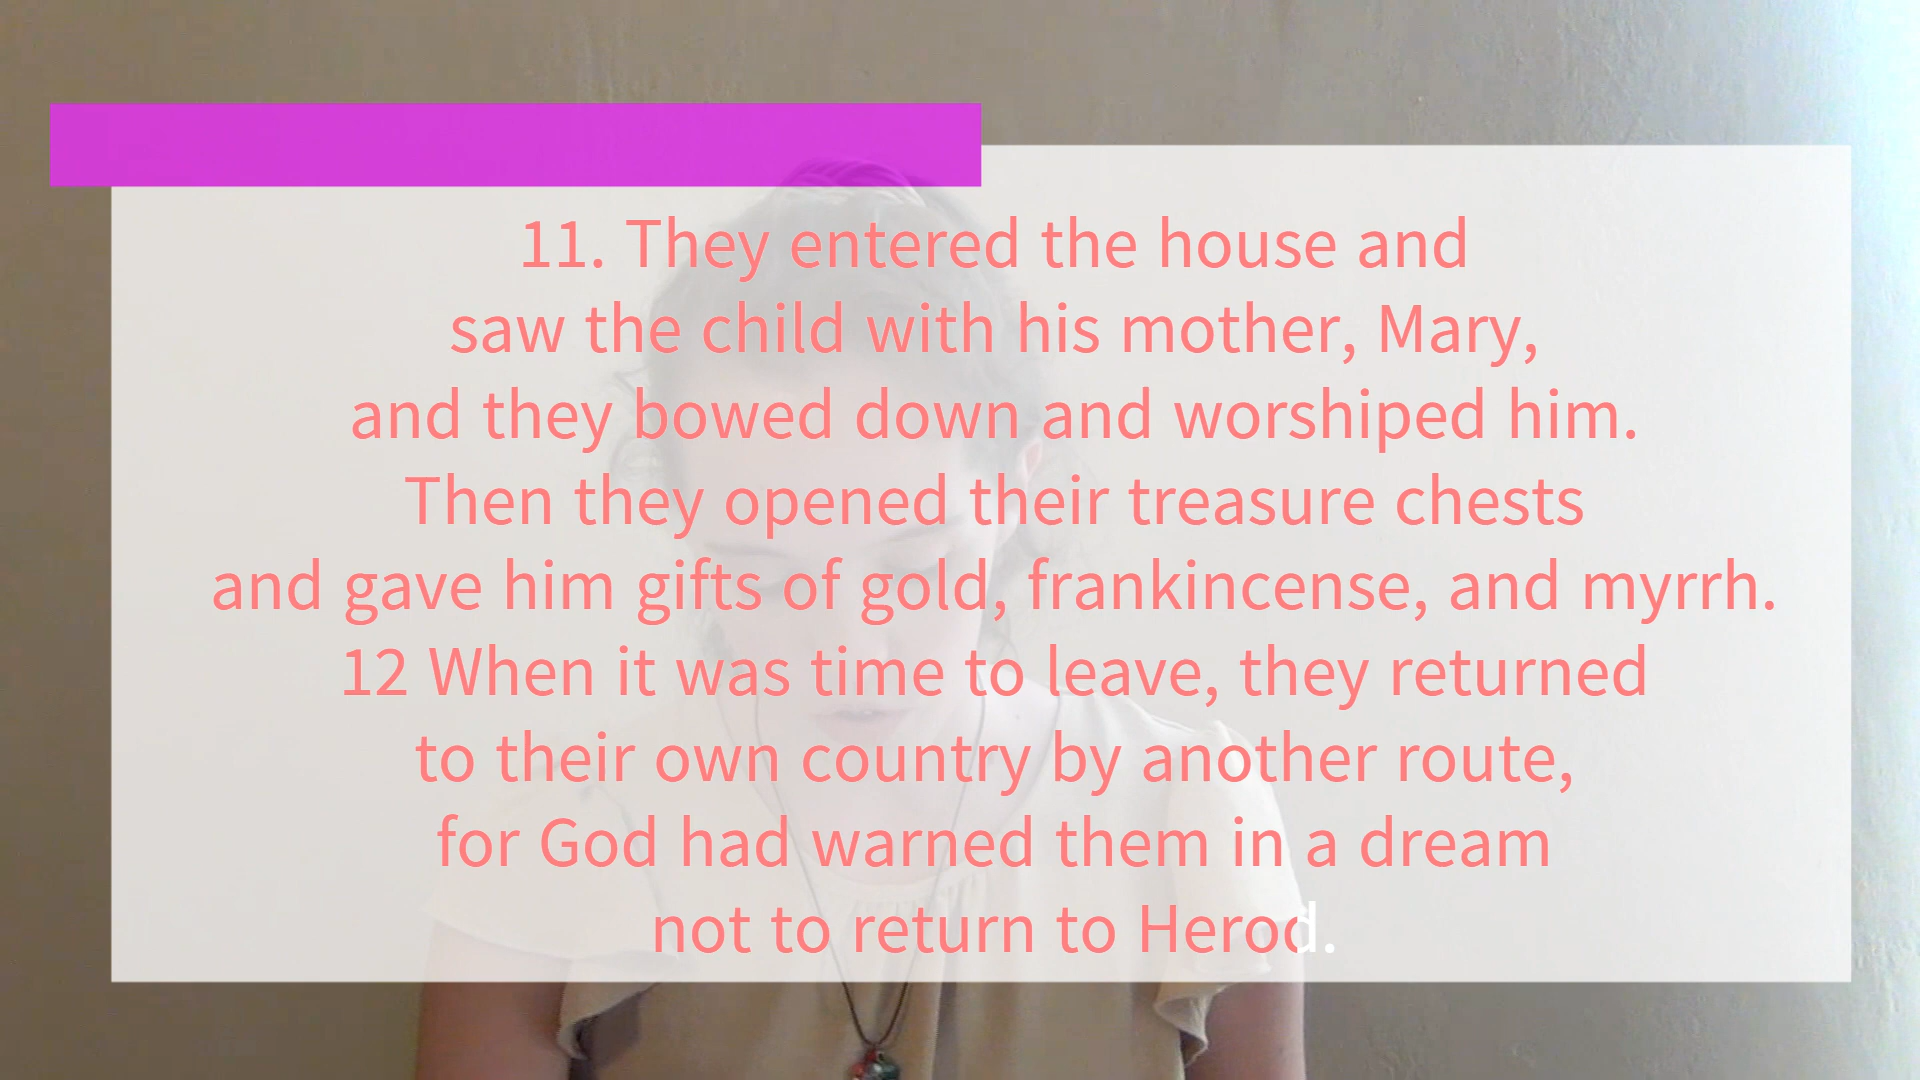 11. They entered the house and
saw the child with his mother, Mary,
and they bowed down and worshiped him.
Then they opened their treasure chests
and gave him gifts of gold, frankincense, and myrrh.
12 When it was time to leave, they returned
to their own country by another route,
for God had warned them in a dream
not to return to Herod.